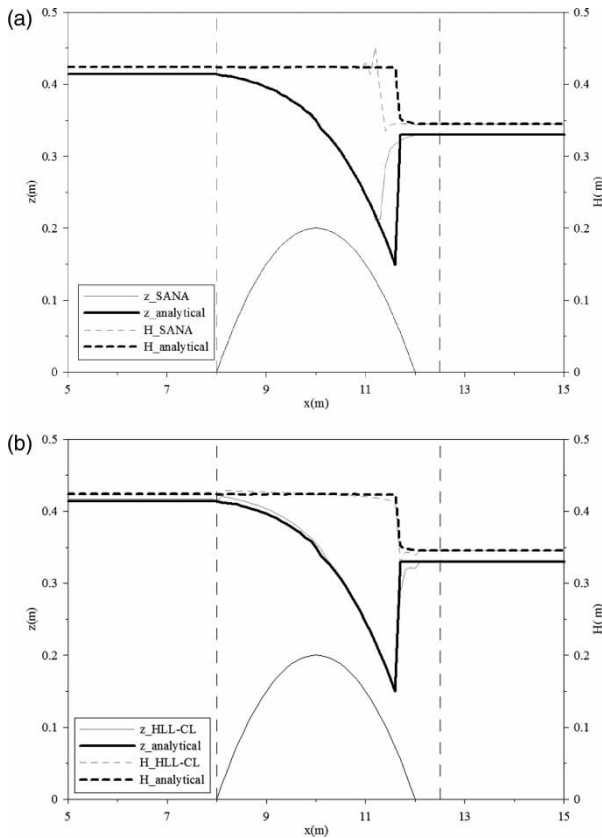 (a)
0.5
0.5
0.4
0.4
0.3
0.3
z(m)
H( m)
0.2
0.2
0.1
0.1
z_SANA
z_analytical
H_SANA
H_analytical
0
0
5
7
9
11
13
15
x(m)
(b)
0.5
0.5
0.4
0.4
0.3
0.3
z(m)
H( m)
0.2
0.2
0.1
0.1
z_HLL-CL
z_analytical
H_HLL-CL
H_analytical
0
0
5
7
9
11
13
15
x(m)